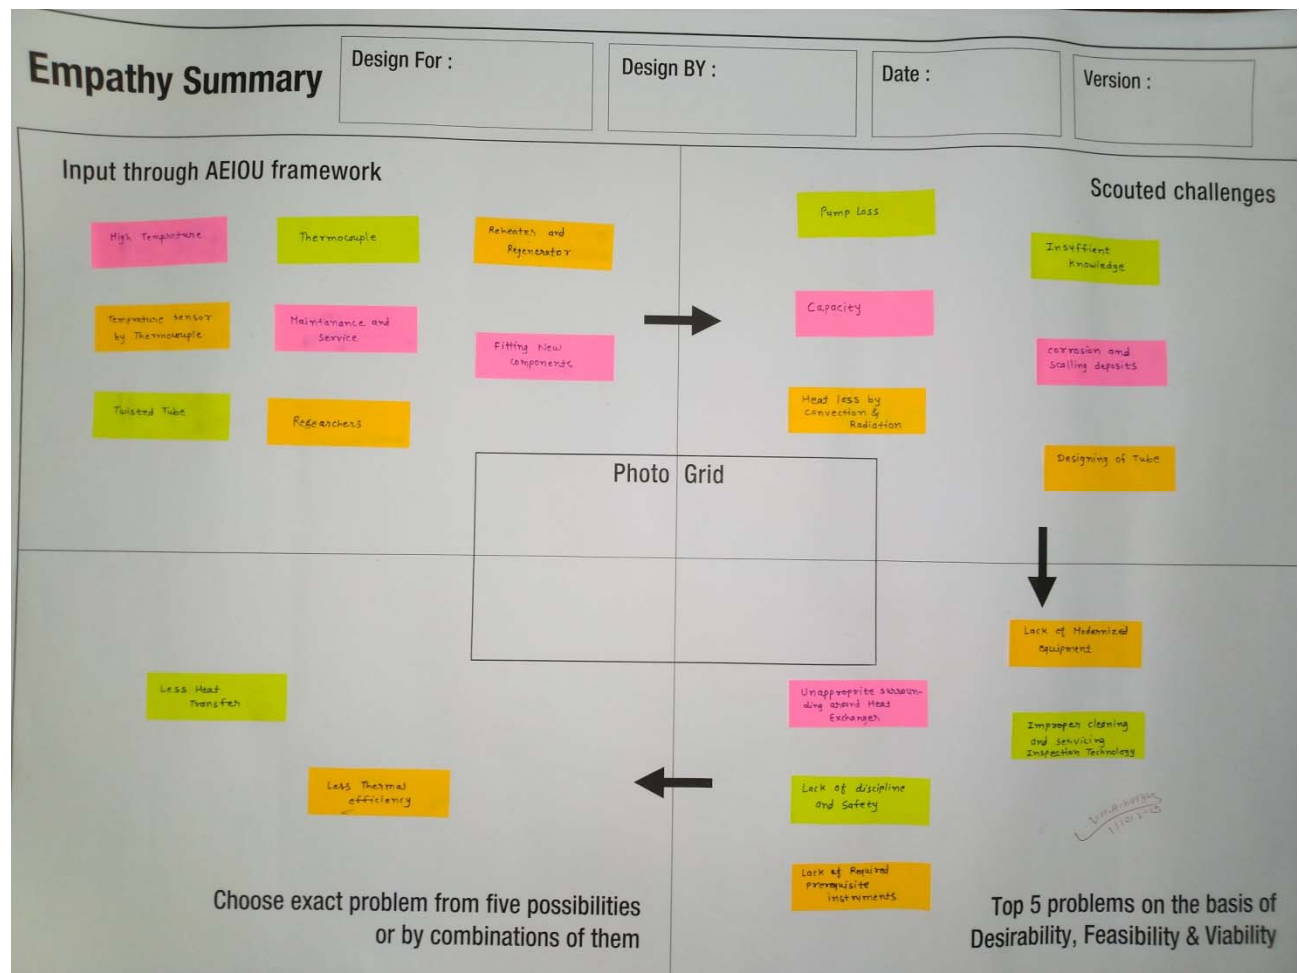 Empathy Summary
Design For :
Design BY :
Date :
Version :
Input through AEIOU framework
High Temprature
Thermocouple
Reheater and
Regenerator
Temprature sensor
by Thermocouple
Maintanance and
Service
Fitting New
components
Twisted Tube
Researchers
Scouted challenges
Pump Loss
Insuffient
Knowledge
Capacity
corrosion and
scalling deposits
Heat loss by
Convection &
Radiation
Designing of Tube
Photo Grid
Lack of Modernized
equipment
Unapproprite surroun-
ding around Heat
Exchanger
Improper cleaning
and servicing
Inspection Technology
Lack of discipline
and Safety
Lack of Required
prerequisite
instruments
Top 5 problems on the basis of
Desirability, Feasibility & Viability
Less Heat
Transfer
Less Thermal
efficiency
Choose exact problem from five possibilities
or by combinations of them